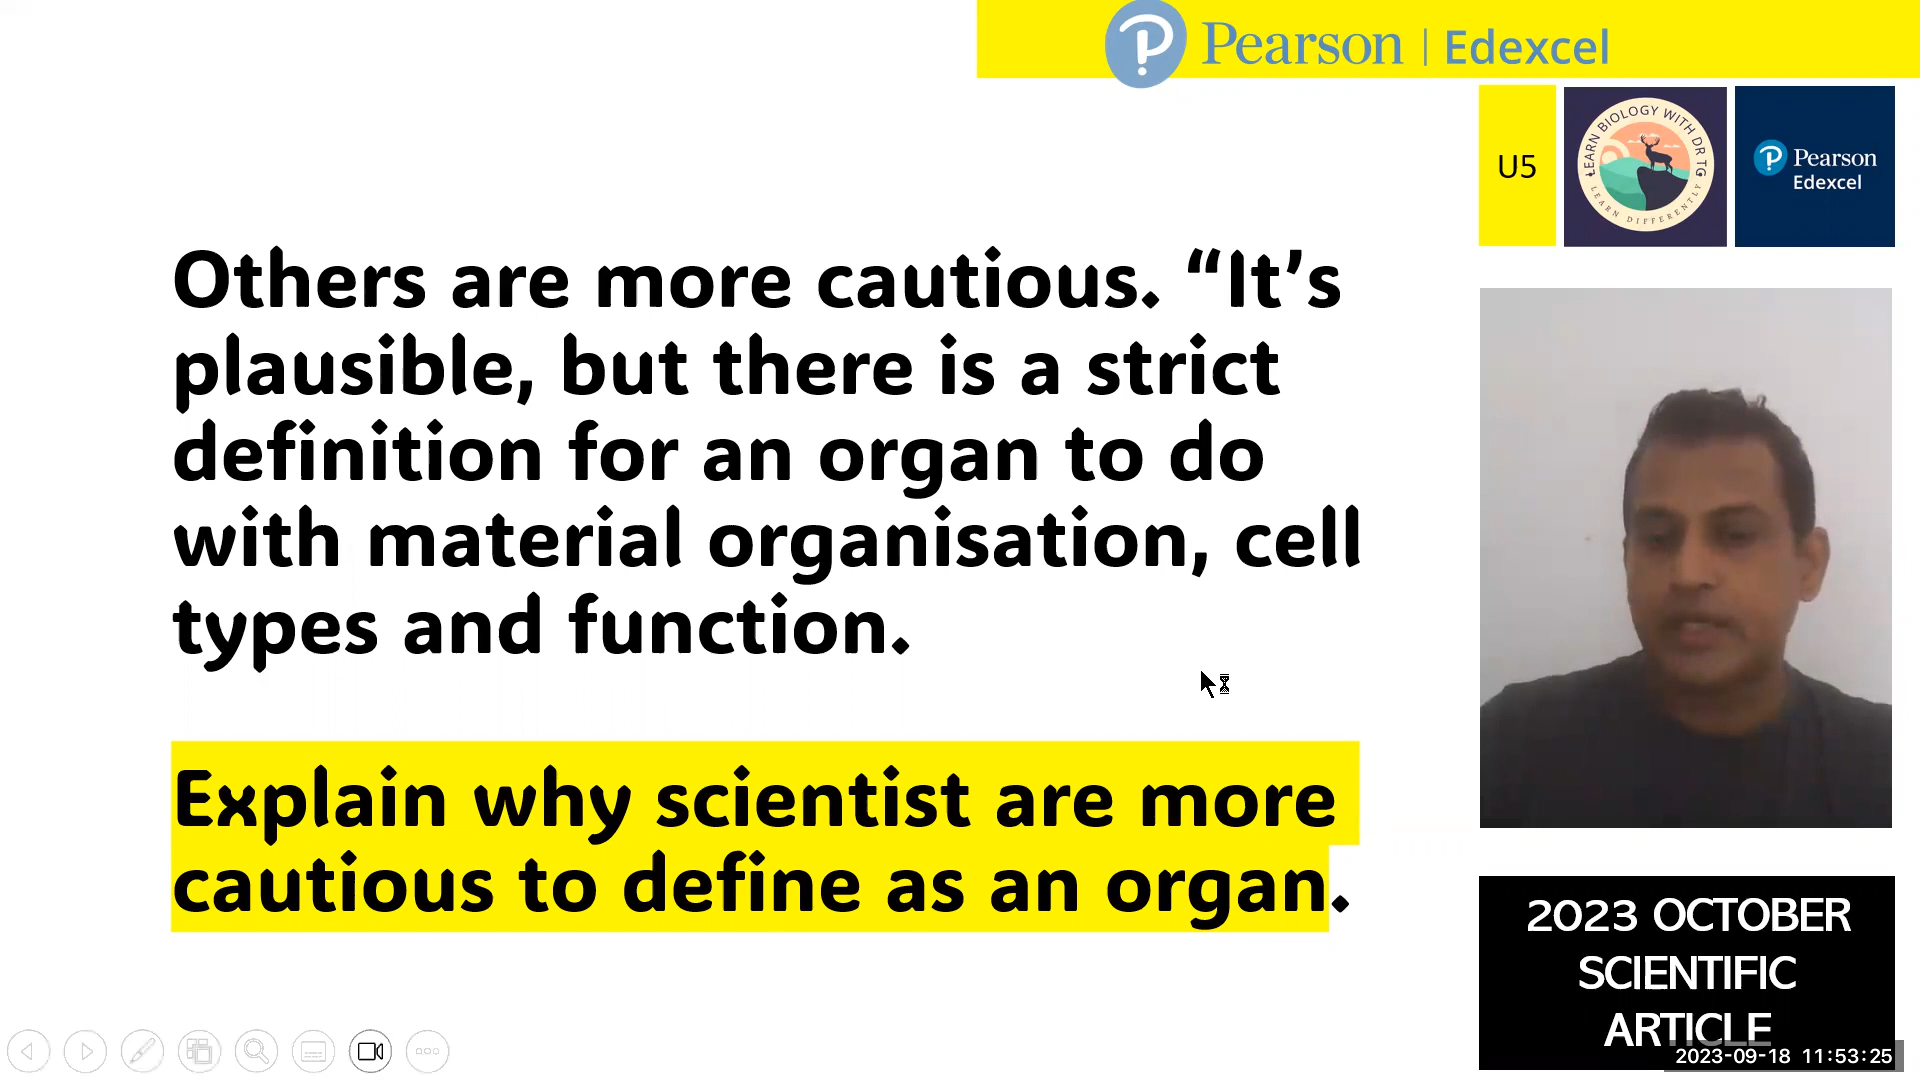 Pearson | Edexcel
U5
LEARN BIOLOGY WITH DR TG
LEARN DIFFERENTLY
Pearson
Edexcel
Others are more cautious. “It’s
plausible, but there is a strict
definition for an organ to do
with material organisation, cell
types and function.
Explain why scientist are more
cautious to define as an organ.
2023 OCTOBER
SCIENTIFIC
ARTICLE
2023-09-18 11:53:25